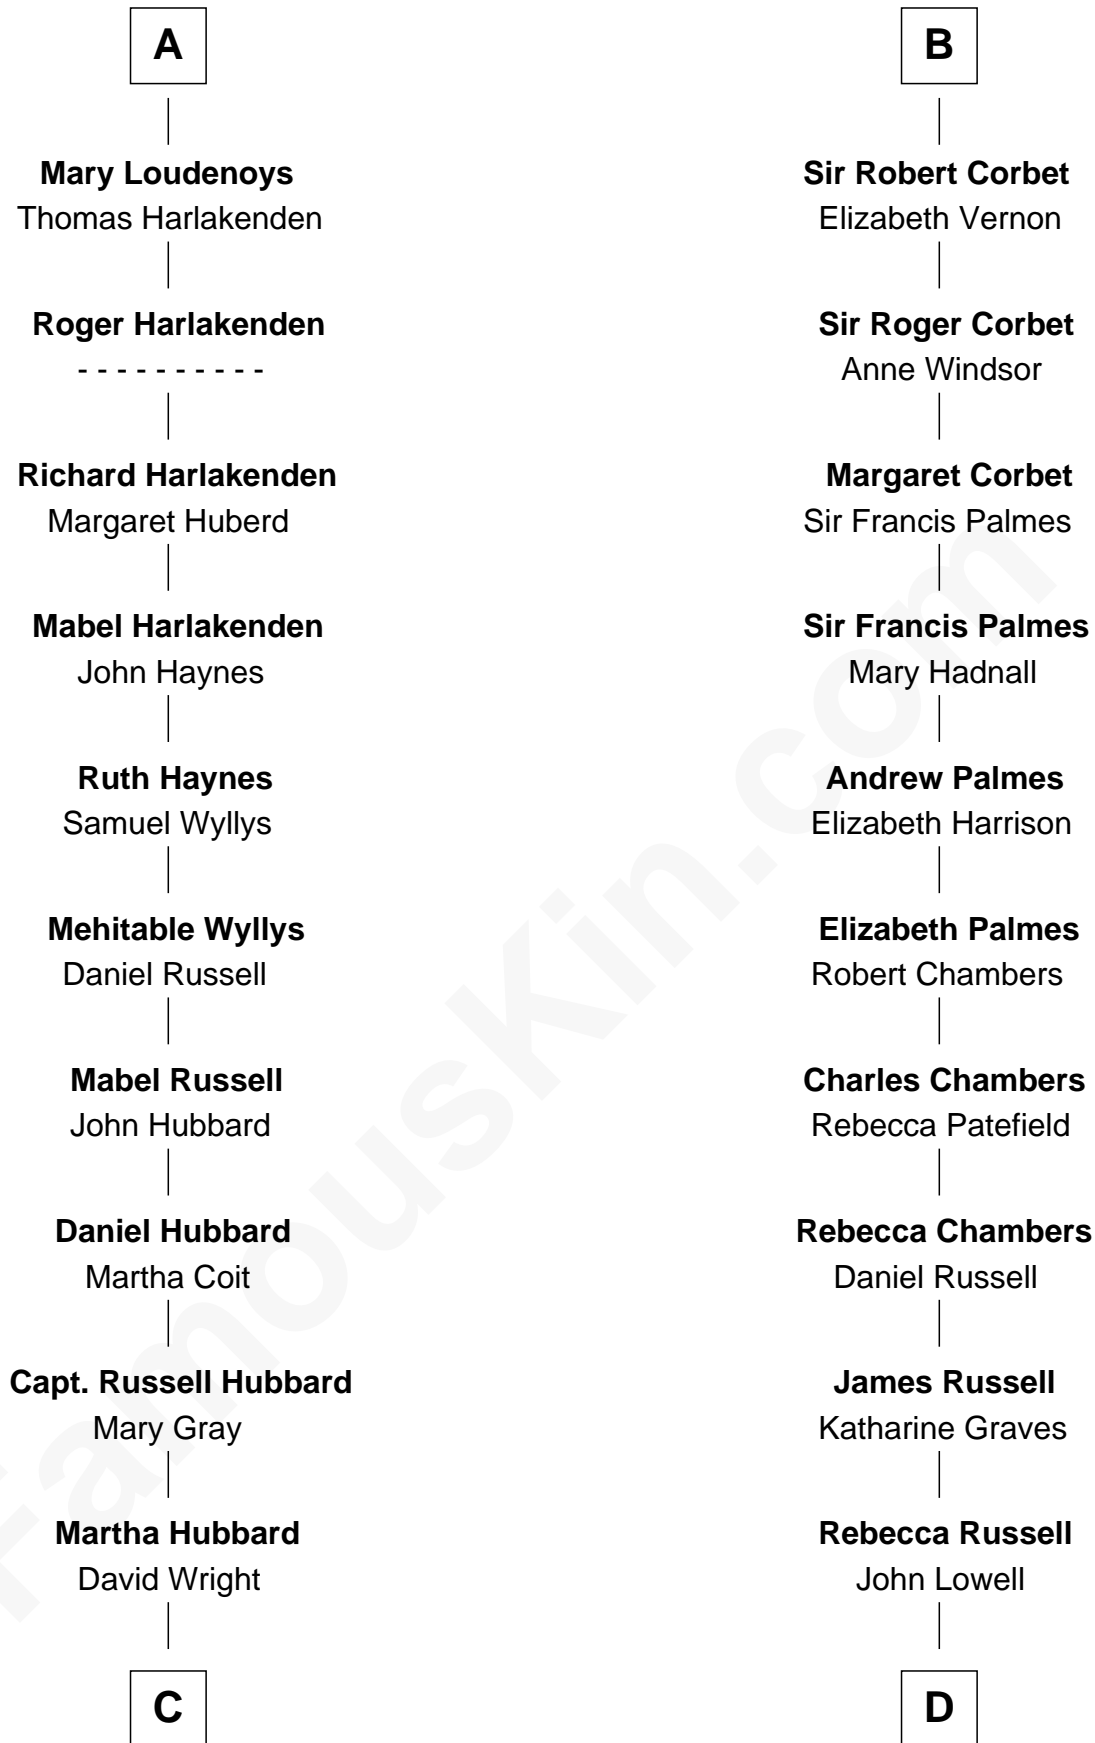 A
Mary Loudenoys
Thomas Harlakenden
Roger Harlakenden
- - - - - - - - - -
Richard Harlakenden
Margaret Huberd
Mabel Harlakenden
John Haynes
Ruth Haynes
Samuel Wyllys
Mehitable Wyllys
Daniel Russell
Mabel Russell
John Hubbard
Daniel Hubbard
Martha Coit
Capt. Russell Hubbard
Mary Gray
Martha Hubbard
David Wright
C
B
Sir Robert Corbet
Elizabeth Vernon
Sir Roger Corbet
Anne Windsor
Margaret Corbet
Sir Francis Palmes
Sir Francis Palmes
Mary Hadnall
Andrew Palmes
Elizabeth Harrison
Elizabeth Palmes
Robert Chambers
Charles Chambers
Rebecca Patefield
Rebecca Chambers
Daniel Russell
James Russell
Katharine Graves
Rebecca Russell
John Lowell
D
FamousKin.com